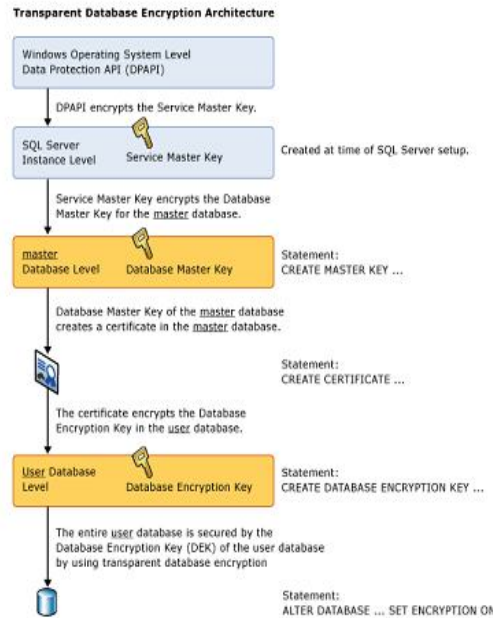 Transparent Database Encryption Architecture
Windows Operating System Level
Data Protection API (DPAPI)
DPAPI encrypts the Service Master Key.
SQL Server
Instance Level
Service Master Key
Created at time of SQL Server setup.
Service Master Key encrypts the Database
Master Key for the master database.
master
Database Level
Database Master Key
Statement:
CREATE MASTER KEY ...
Database Master Key of the master database
creates a certificate in the master database.
Statement:
CREATE CERTIFICATE ...
The certificate encrypts the Database
Encryption Key in the user database.
User Database
Level
Database Encryption Key
Statement:
CREATE DATABASE ENCRYPTION KEY ...
The entire user database is secured by the
Database Encryption Key (DEK) of the user database
by using transparent database encryption
Statement:
ALTER DATABASE ... SET ENCRYPTION ON